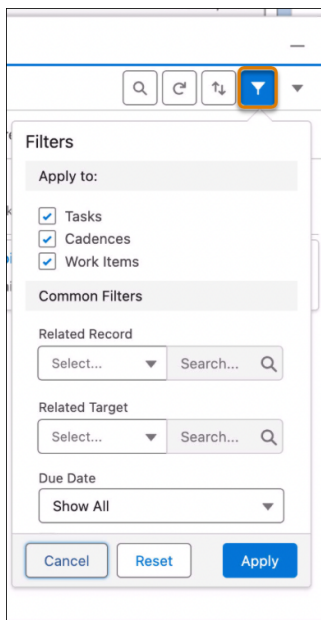 Filters
Apply to:
Tasks
Cadences
Work Items
Common Filters
Related Record
Select... Search...
Related Target
Select... Search...
Due Date
Show All
Cancel Reset Apply